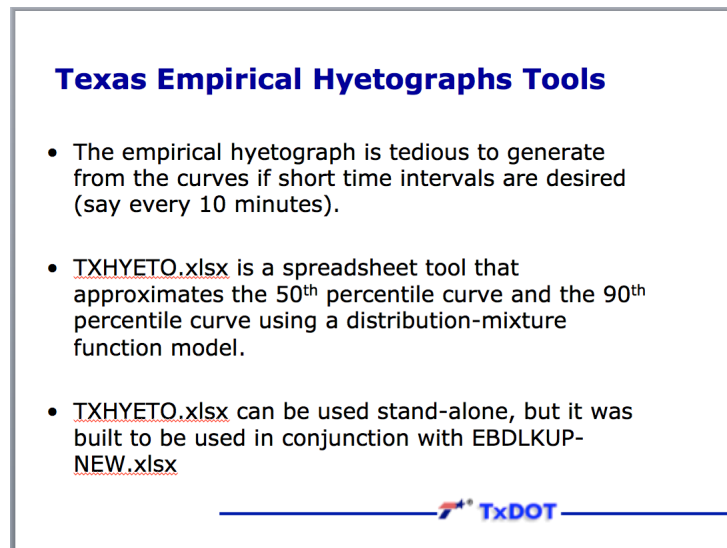 Texas Empirical Hyetographs Tools
• The empirical hyetograph is tedious to generate
from the curves if short time intervals are desired
(say every 10 minutes).
• TXHYETO.xlsx is a spreadsheet tool that
approximates the 50th percentile curve and the 90th
percentile curve using a distribution-mixture
function model.
• TXHYETO.xlsx can be used stand-alone, but it was
built to be used in conjunction with EBDLKUP-
NEW.xlsx
TxDOT